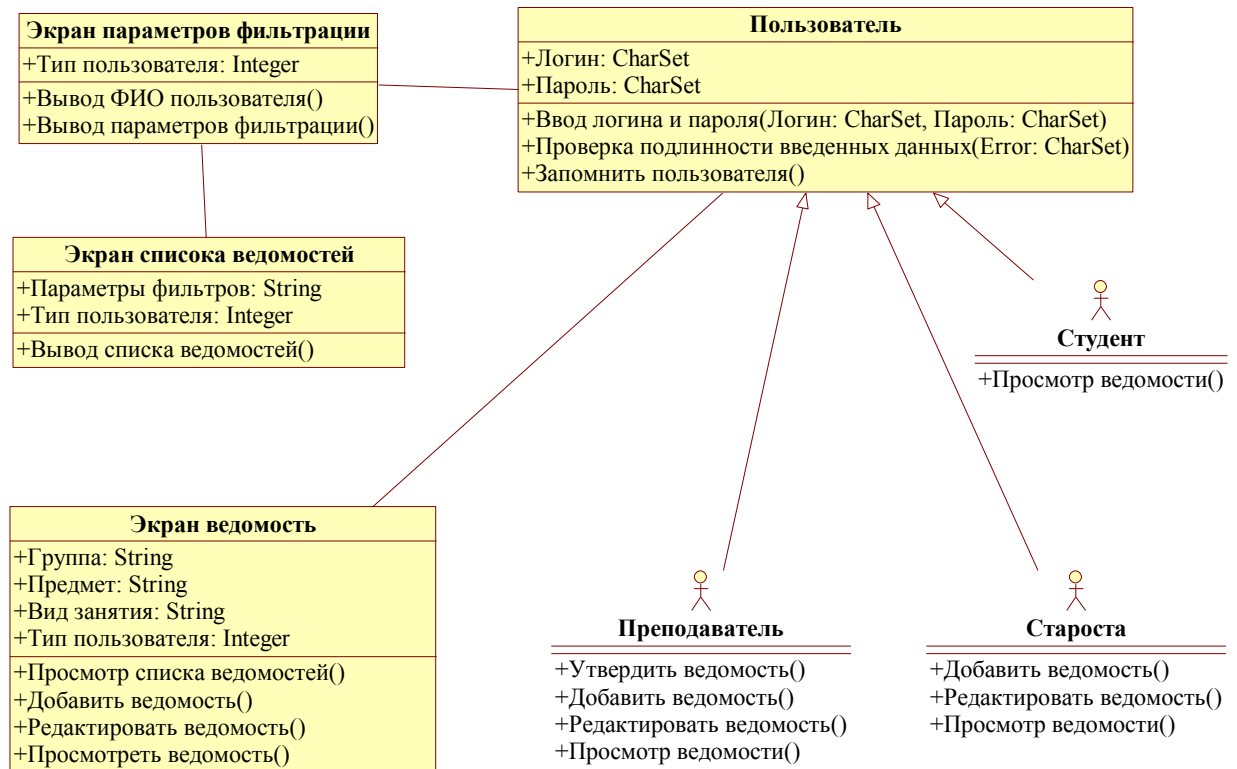 Экран параметров фильтрации
+Тип пользователя: Integer
+Вывод ФИО пользователя()
+Вывод параметров фильтрации()
Пользователь
+Логин: CharSet
+Пароль: CharSet
+Ввод логина и пароля(Логин: CharSet, Пароль: CharSet)
+Проверка подлинности введенных данных(Error: CharSet)
+Запомнить пользователя()
Экран списока ведомостей
+Параметры фильтров: String
+Тип пользователя: Integer
+Вывод списка ведомостей()
Студент
+Просмотр ведомости()
Экран ведомость
+Группа: String
+Предмет: String
+Вид занятия: String
+Тип пользователя: Integer
+Просмотр списка ведомостей()
+Добавить ведомость()
+Редактировать ведомость()
+Просмотреть ведомость()
Преподаватель
+Утвердить ведомость()
+Добавить ведомость()
+Редактировать ведомость()
+Просмотр ведомости()
Староста
+Добавить ведомость()
+Редактировать ведомость()
+Просмотр ведомости()